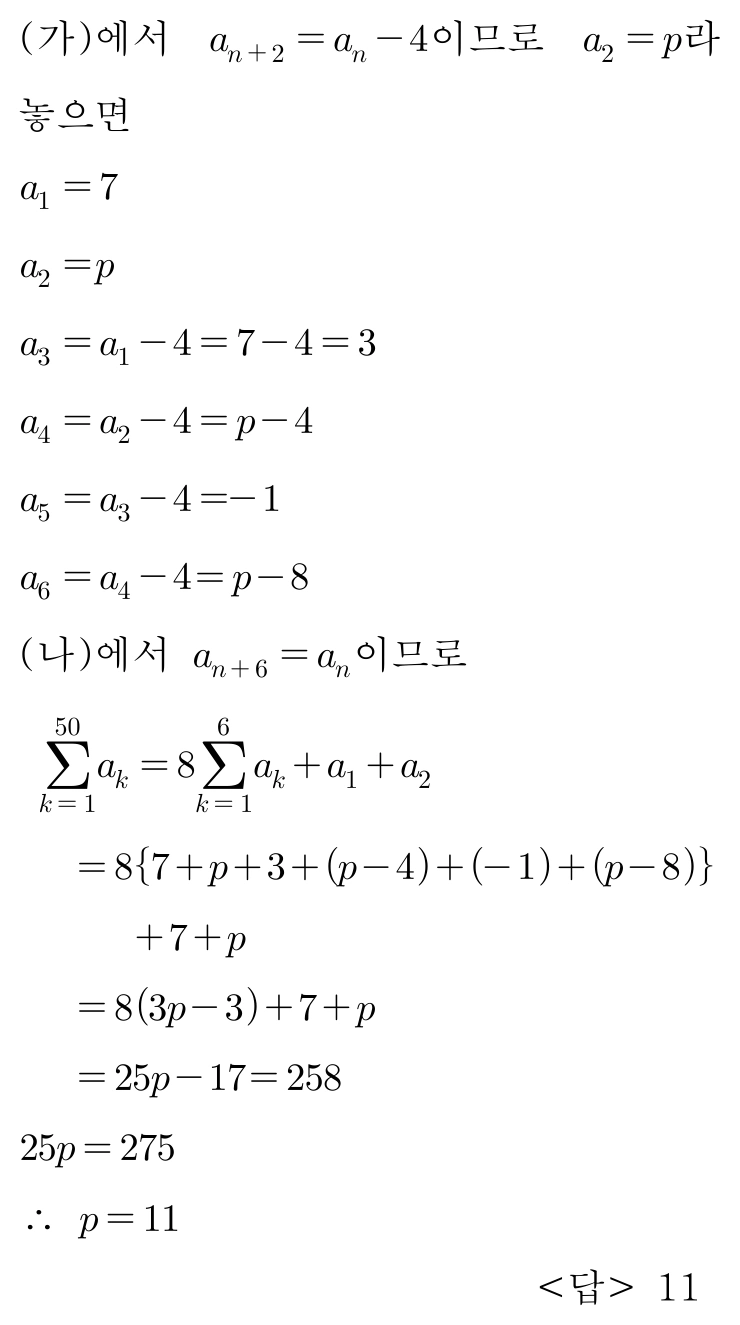 (가)에서 a_{n+2} = a_n - 4이므로 a_2 = p라
놓으면
a_1 = 7
a_2 = p
a_3 = a_1 - 4 = 7 - 4 = 3
a_4 = a_2 - 4 = p - 4
a_5 = a_3 - 4 = -1
a_6 = a_4 - 4 = p - 8
(나)에서 a_{n+6} = a_n이므로
\sum_{k=1}^{50} a_k = 8\sum_{k=1}^{6} a_k + a_1 + a_2
= 8{7 + p + 3 + (p - 4) + (-1) + (p - 8)}
+ 7 + p
= 8(3p - 3) + 7 + p
= 25p - 17 = 258
25p = 275
∴ p = 11
<답> 11